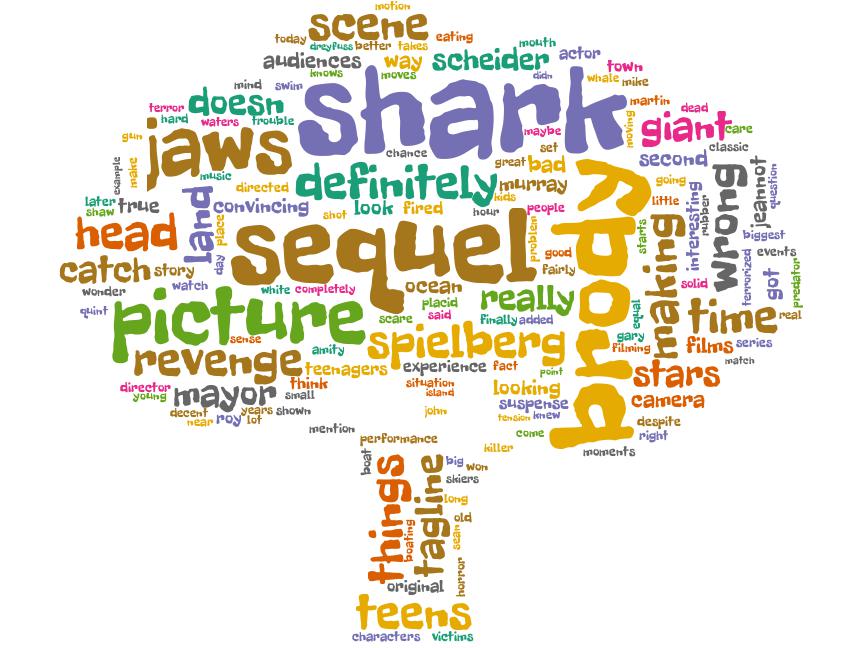 motion
scene
today
dreyfuss
better
takes
eating
audiences
way
scheider
mouth
actor
knows
moves
didn
town
whale
mike
mind
swim
shark
terror
doesn
martin
dead
hard
waters
trouble
moving
giant
care
gun
jaws
maybe
set
classic
chance
great
bad
second
example
make
music
directed
definitely
murray
kids
going
wrong
jeannot
question
later
shaw
true
land
convincing
shot
look
fired
hour
people
brody
little
interesting
rubber
head
place
day
sequel
problem
good
fairly
starts
making
biggest
events
catch
story
wonder
watch
white
completely
ocean
solid
terrorized
got
predator
quint
picture
placid
said
scare
really
finally
added
equal
gary
time
real
sense
amity
spielberg
filming
films
series
match
revenge
teenagers
experience
fact
point
stars
director
young
mayor
think
small
situation
island
looking
suspense
camera
decent
near
roy
years
lot
shown
john
tension
knew
despite
right
mention
performance
come
killer
moments
boat
things
boating
tagline
big
won
skiers
long
old
sean
horror
original
teens
characters
victims